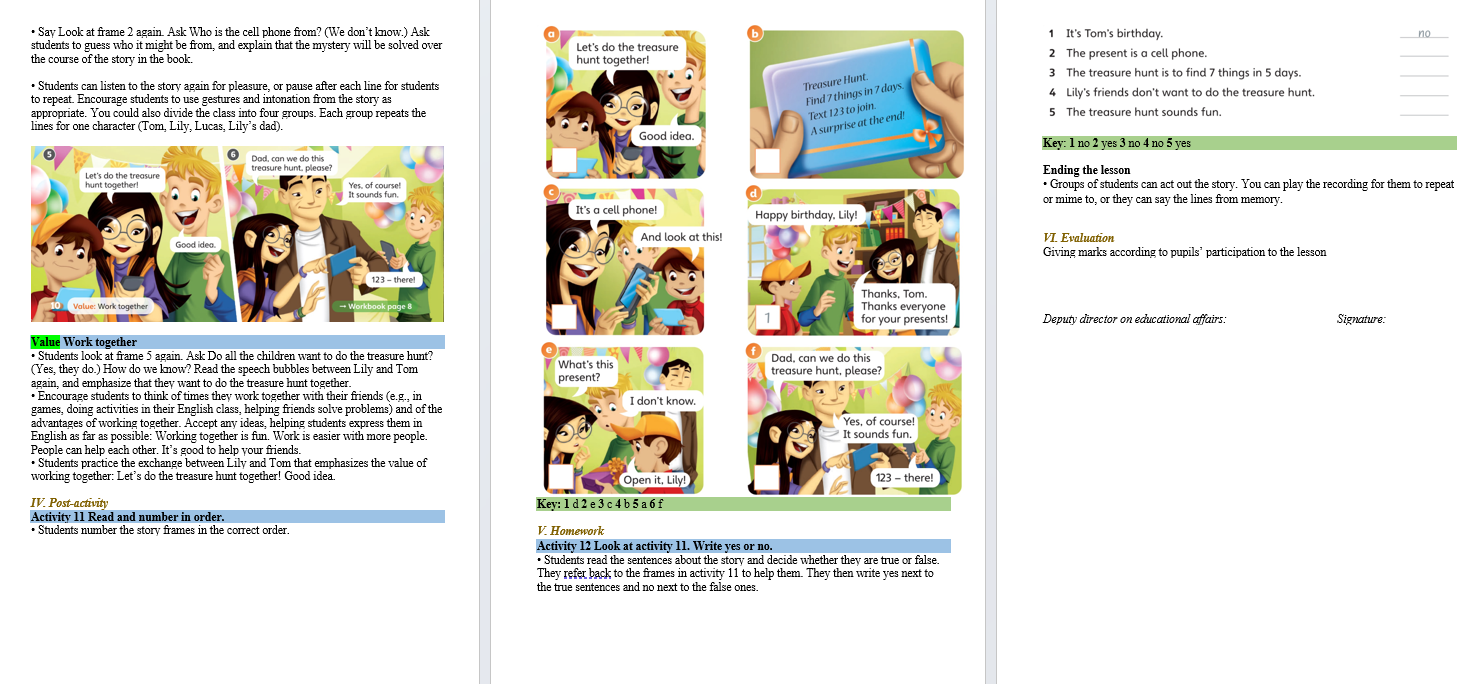 • Say Look at frame 2 again. Ask Who is the cell phone from? (We don't know.) Ask
students to guess who it might be from, and explain that the mystery will be solved over
the course of the story in the book.
• Students can listen to the story again for pleasure, or pause after each line for students
to repeat. Encourage students to use gestures and intonation from the story as
appropriate. You could also divide the class into four groups. Each group repeats the
lines for one character (Tom, Lily, Lucas, Lily's dad).
5
Let's do the treasure
hunt together!
Good idea.
10 Value: Work together
6
Dad, can we do this
treasure hunt, please?
Yes, of course!
It sounds fun.
123 – there!
→ Workbook page 8
Value Work together
• Students look at frame 5 again. Ask Do all the children want to do the treasure hunt?
(Yes, they do.) How do we know? Read the speech bubbles between Lily and Tom
again, and emphasize that they want to do the treasure hunt together.
• Encourage students to think of times they work together with their friends (e.g., in
games, doing activities in their English class, helping friends solve problems) and of the
advantages of working together. Accept any ideas, helping students express them in
English as far as possible: Working together is fun. Work is easier with more people.
People can help each other. It's good to help your friends.
• Students practice the exchange between Lily and Tom that emphasizes the value of
working together: Let's do the treasure hunt together! Good idea.
IV. Post-activity
Activity 11 Read and number in order.
• Students number the story frames in the correct order.
a
Let's do the treasure
hunt together!
Good idea.
b
Treasure Hunt.
Find 7 things in 7 days.
Text 123 to join.
A surprise at the end!
c
It's a cell phone!
And look at this!
d
Happy birthday, Lily!
Thanks, Tom.
Thanks everyone
for your presents!
1
e
What's this
present?
I don't know.
Open it, Lily!
f
Dad, can we do this
treasure hunt, please?
Yes, of course!
It sounds fun.
123 – there!
Key: 1 d 2 e 3 c 4 b 5 a 6 f
V. Homework
Activity 12 Look at activity 11. Write yes or no.
• Students read the sentences about the story and decide whether they are true or false.
They refer back to the frames in activity 11 to help them. They then write yes next to
the true sentences and no next to the false ones.
1 It's Tom's birthday. no
2 The present is a cell phone.
3 The treasure hunt is to find 7 things in 5 days.
4 Lily's friends don't want to do the treasure hunt.
5 The treasure hunt sounds fun.
Key: 1 no 2 yes 3 no 4 no 5 yes
Ending the lesson
• Groups of students can act out the story. You can play the recording for them to repeat
or mime to, or they can say the lines from memory.
VI. Evaluation
Giving marks according to pupils' participation to the lesson
Deputy director on educational affairs: Signature: